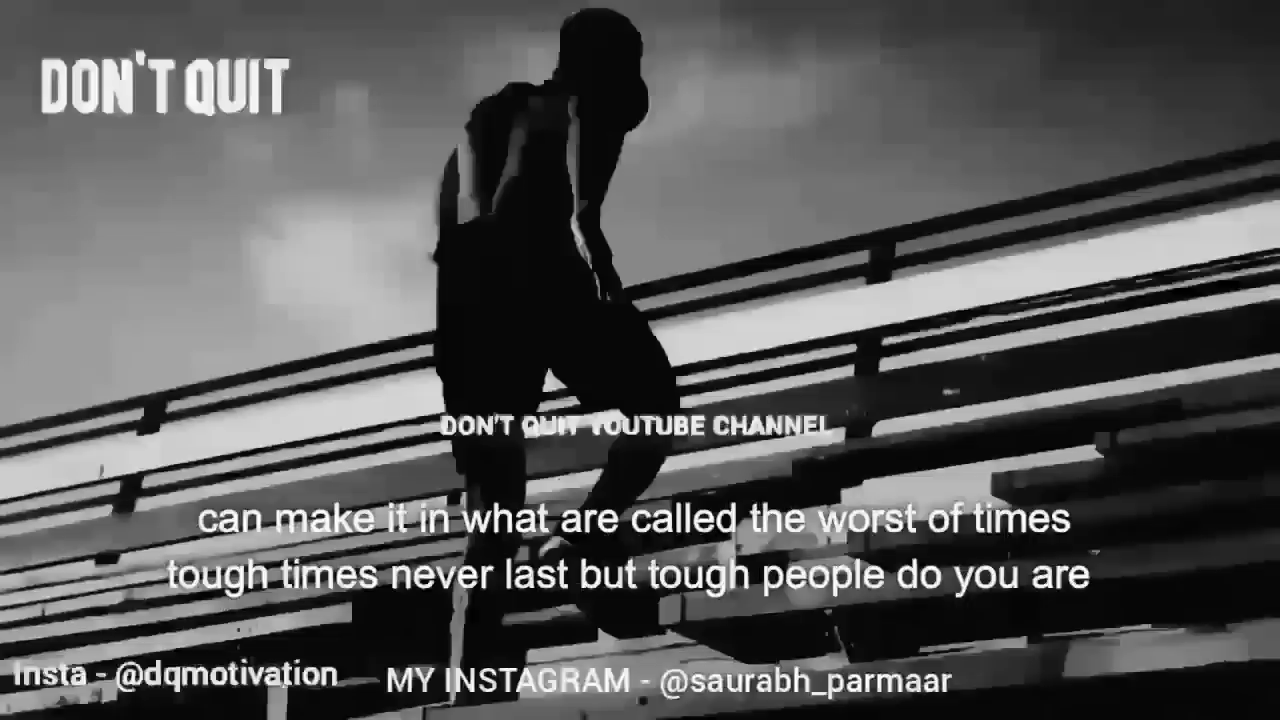 DON'T QUIT
DON'T QUIT YOUTUBE CHANNEL
can make it in what are called the worst of times
tough times never last but tough people do you are
Insta - @dqmotivation
MY INSTAGRAM - @saurabh_parmaar